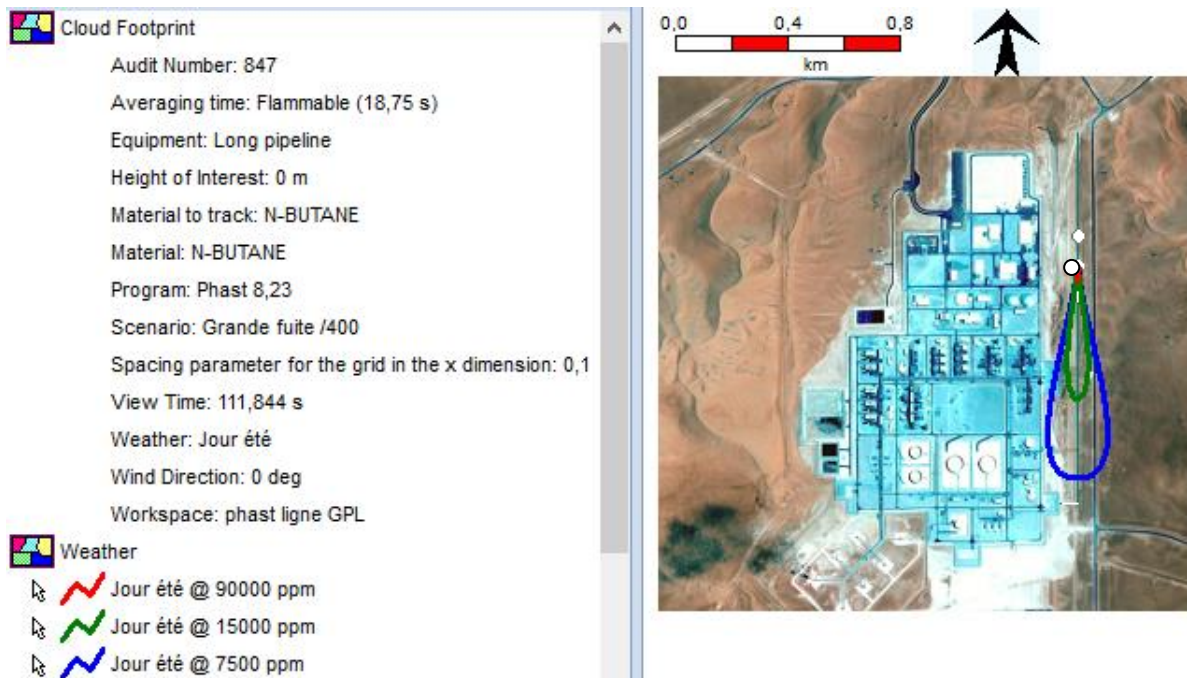 Cloud Footprint
Audit Number: 847
Averaging time: Flammable (18,75 s)
Equipment: Long pipeline
Height of Interest: 0 m
Material to track: N-BUTANE
Material: N-BUTANE
Program: Phast 8,23
Scenario: Grande fuite /400
Spacing parameter for the grid in the x dimension: 0,1
View Time: 111,844 s
Weather: Jour été
Wind Direction: 0 deg
Workspace: phast ligne GPL
Weather
Jour été @ 90000 ppm
Jour été @ 15000 ppm
Jour été @ 7500 ppm
0,0 0,4 0,8
km